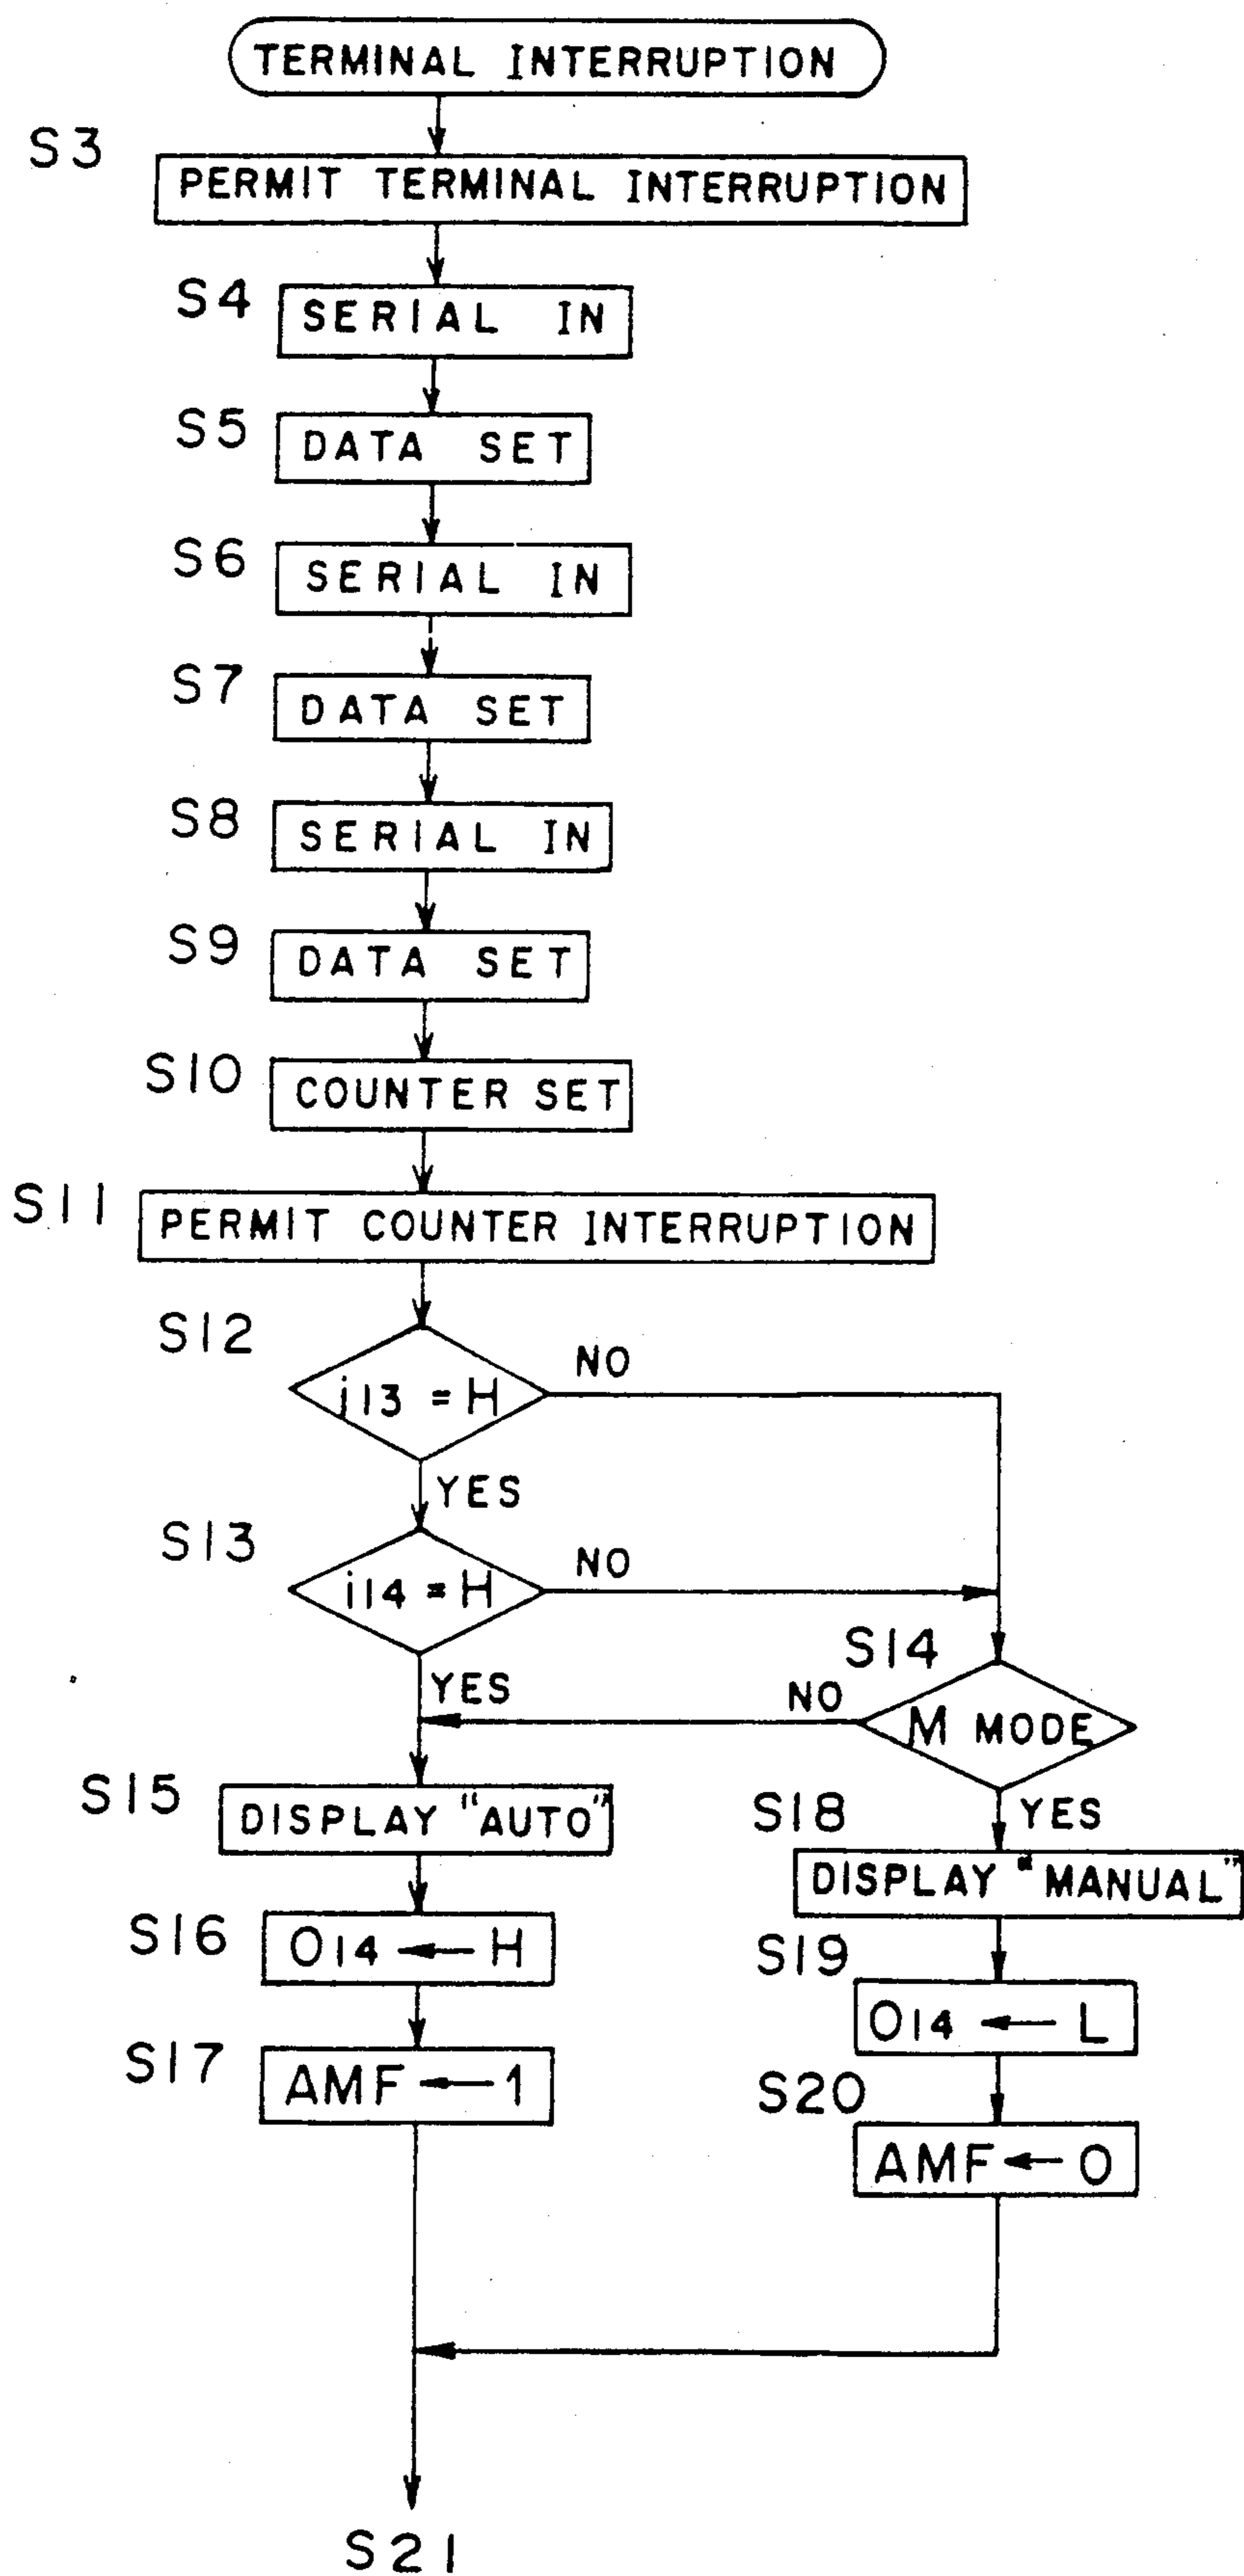 TERMINAL INTERRUPTION
S3
PERMIT TERMINAL INTERRUPTION
S4
SERIAL IN
S5
DATA SET
S6
SERIAL IN
S7
DATA SET
S8
SERIAL IN
S9
DATA SET
S10
COUNTER SET
S11
PERMIT COUNTER INTERRUPTION
S12
j13 = H
NO
YES
S13
i14 = H
NO
YES
S14
M MODE
NO
YES
S15
DISPLAY "AUTO"
S16
O14 ← H
S17
AMF ← 1
S18
DISPLAY "MANUAL"
S19
O14 ← L
S20
AMF ← O
S21